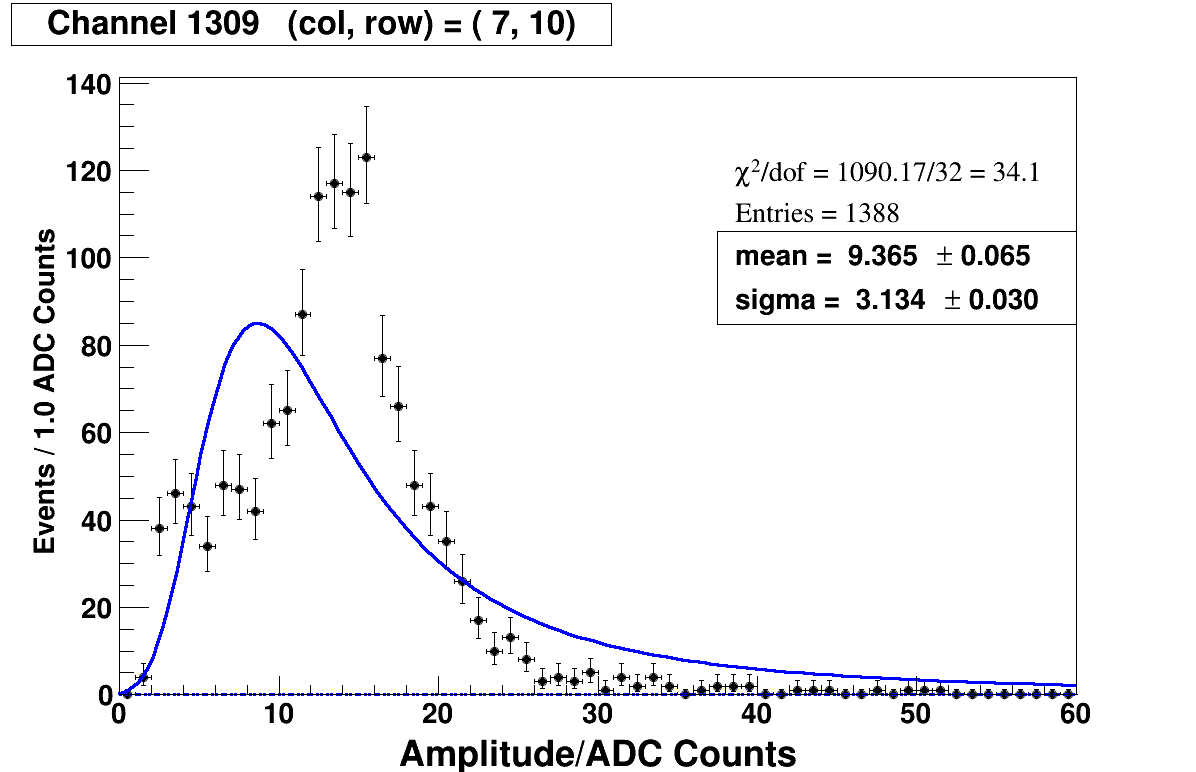 Channel 1309 (col, row) = ( 7, 10)
140
120
100
80
60
40
20
0
Events / 1.0 ADC Counts
χ²/dof = 1090.17/32 = 34.1
Entries = 1388
mean = 9.365 ± 0.065
sigma = 3.134 ± 0.030
0 10 20 30 40 50 60
Amplitude/ADC Counts